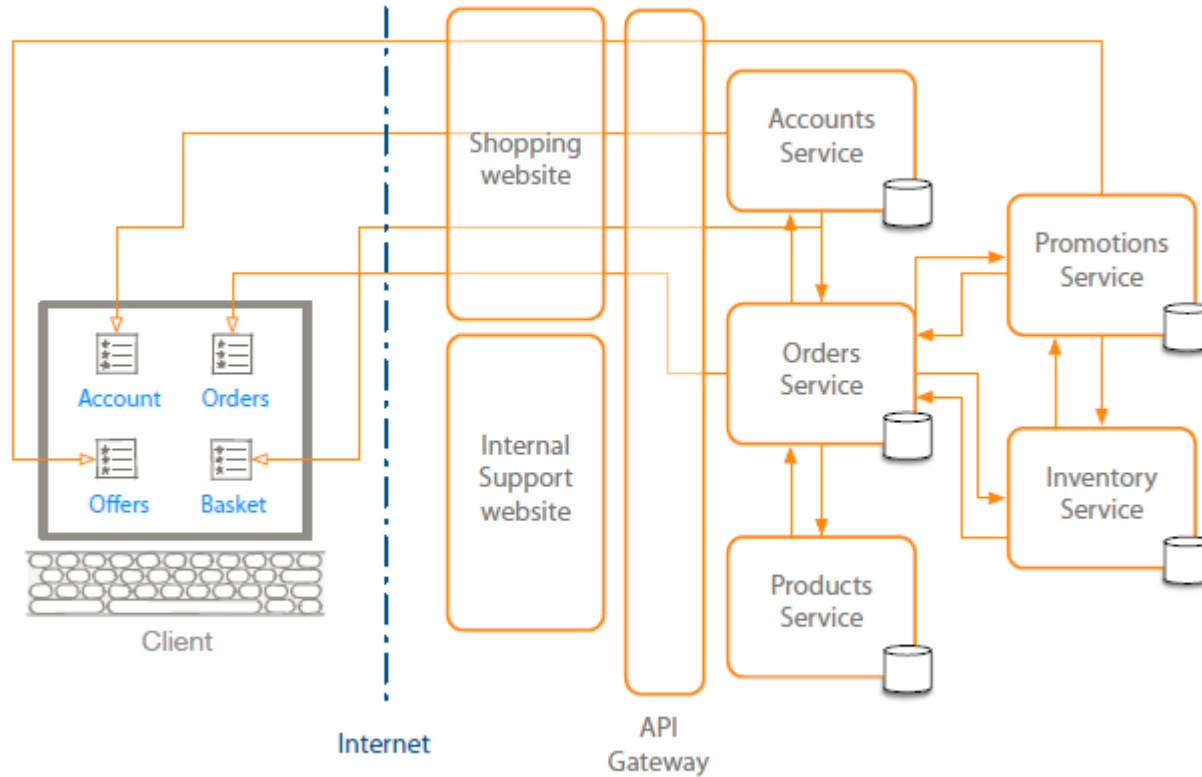 Shopping
website
Accounts
Service
Promotions
Service
Account
Orders
Orders
Service
Offers
Basket
Internal
Support
website
Inventory
Service
Products
Service
Client
Internet
API
Gateway